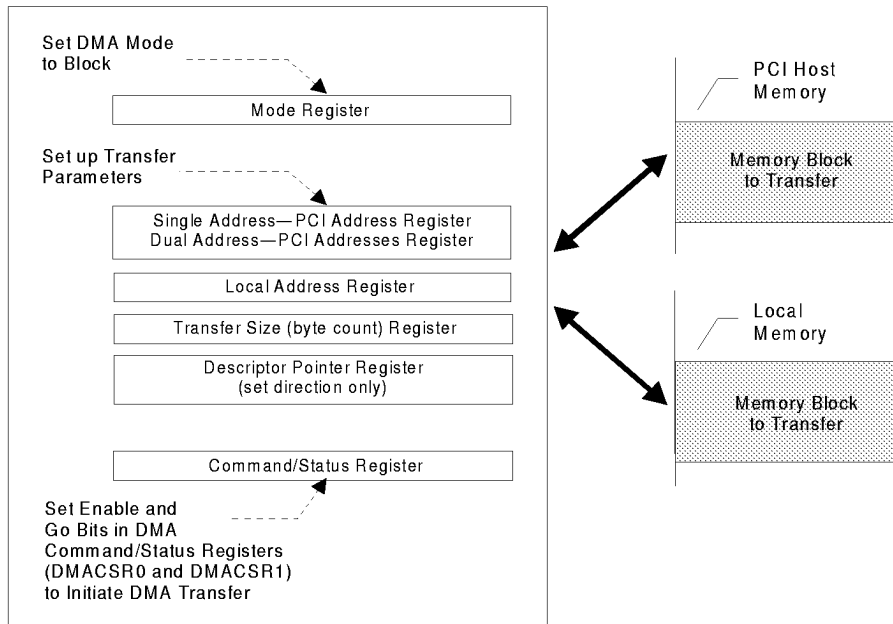 Set DMA Mode
to Block
Mode Register
Set up Transfer
Parameters
Single Address—PCI Address Register
Dual Address—PCI Addresses Register
Local Address Register
Transfer Size (byte count) Register
Descriptor Pointer Register
(set direction only)
Command/Status Register
Set Enable and
Go Bits in DMA
Command/Status Registers
(DMACSR0 and DMACSR1)
to Initiate DMA Transfer
PCI Host
Memory
Memory Block
to Transfer
Local
Memory
Memory Block
to Transfer